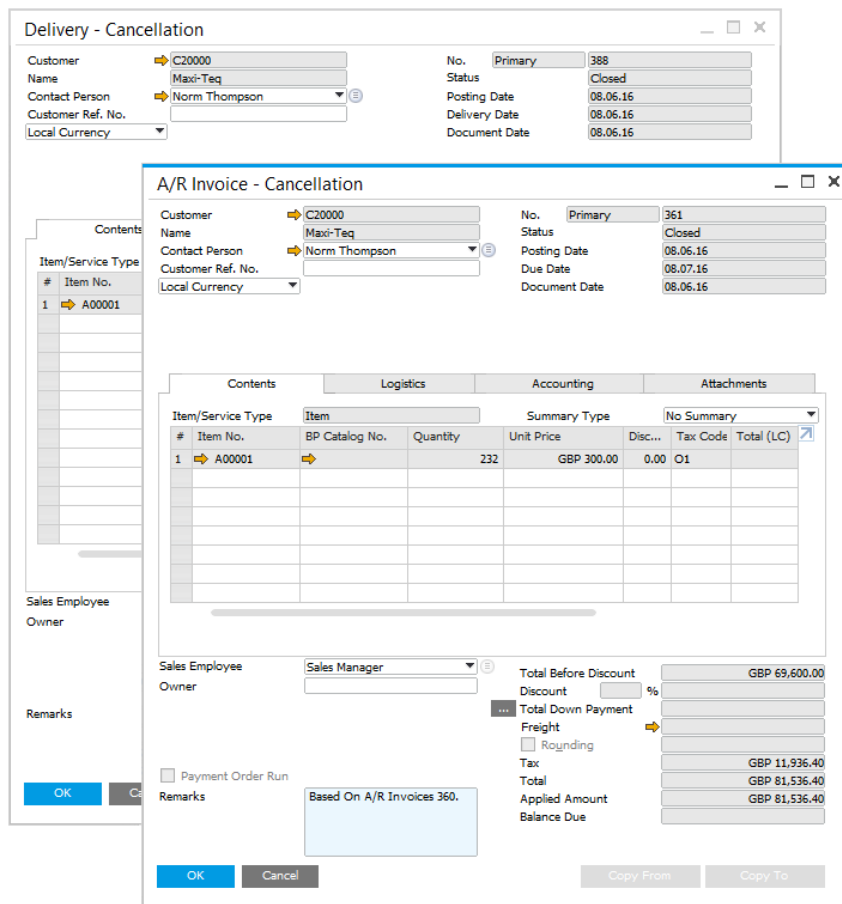 Delivery - Cancellation
Customer C20000 No. Primary 388
Name Maxi-Teq Status Closed
Contact Person Norm Thompson Posting Date 08.06.16
Customer Ref. No. Delivery Date 08.06.16
Local Currency Document Date 08.06.16
Contents
Item/Service Type
# Item No.
1 A00001
Sales Employee
Owner
Remarks
OK
A/R Invoice - Cancellation
Customer C20000 No. Primary 361
Name Maxi-Teq Status Closed
Contact Person Norm Thompson Posting Date 08.06.16
Customer Ref. No. Due Date 08.07.16
Local Currency Document Date 08.06.16
Contents Logistics Accounting Attachments
Item/Service Type Item Summary Type No Summary
# Item No. BP Catalog No. Quantity Unit Price Disc... Tax Code Total (LC)
1 A00001 232 GBP 300.00 0.00 O1
Sales Employee Sales Manager Total Before Discount GBP 69,600.00
Owner Discount %
... Total Down Payment
Freight
Rounding
Tax GBP 11,936.40
Payment Order Run Total GBP 81,536.40
Remarks Based On A/R Invoices 360. Applied Amount GBP 81,536.40
Balance Due
OK Cancel Copy From Copy To